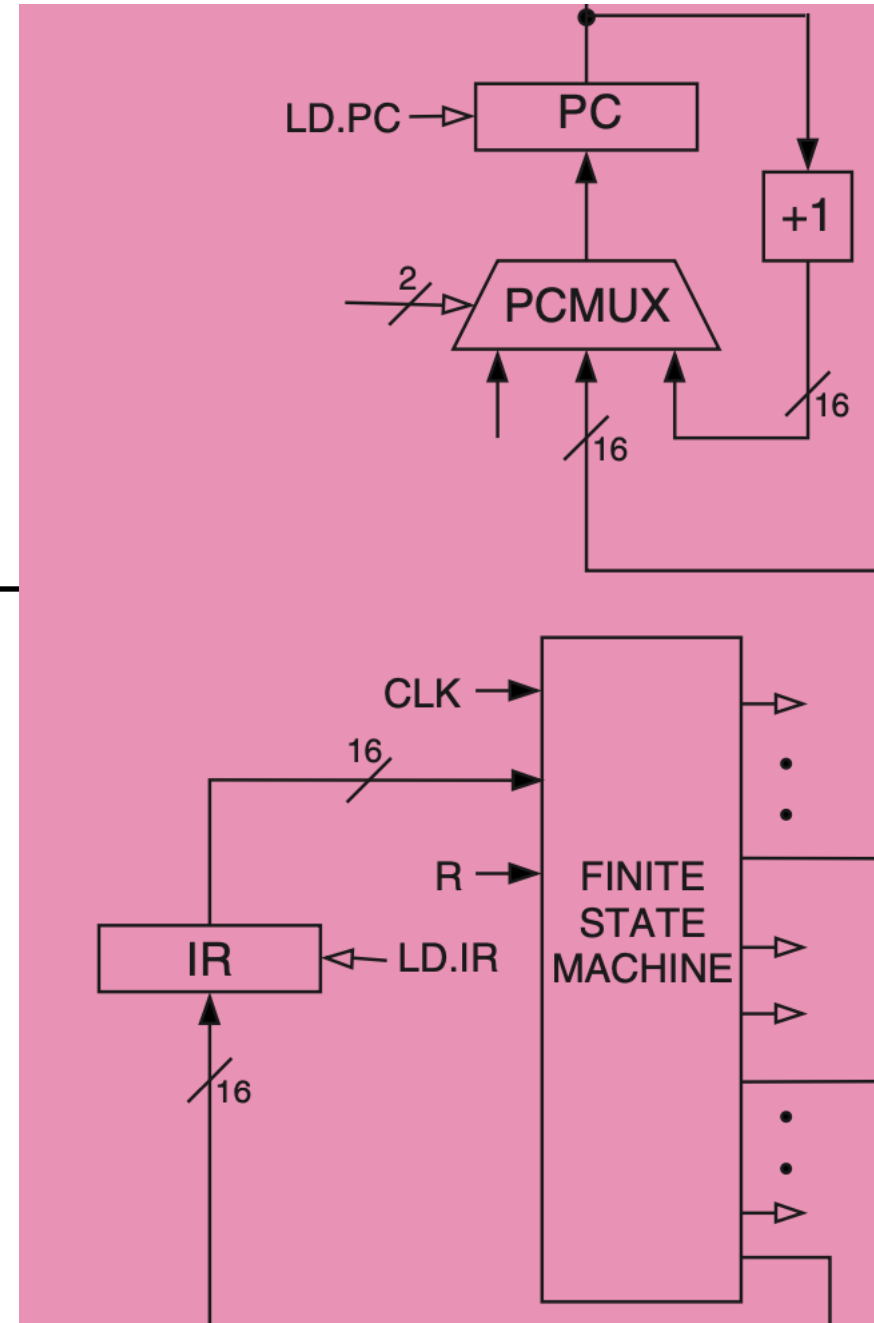 LD.PC
PC
+1
2
PCMUX
16
16
CLK
16
R
FINITE
STATE
MACHINE
IR
LD.IR
16